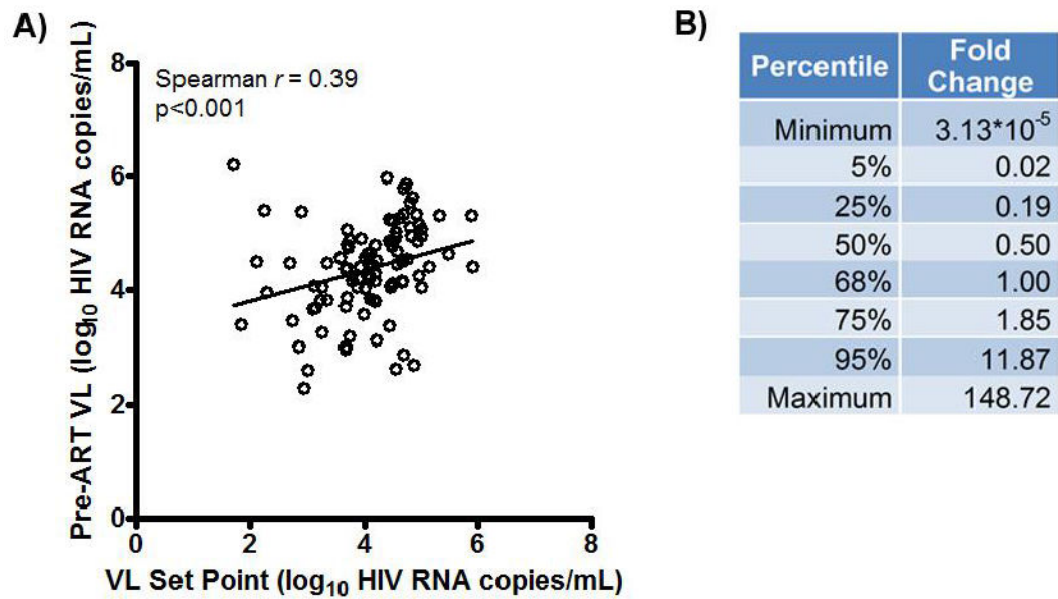 A)
Pre-ART VL (log10 HIV RNA copies/mL)
8
6
4
2
0
Spearman r = 0.39
p<0.001
0 2 4 6 8
VL Set Point (log10 HIV RNA copies/mL)
B)
Percentile Fold Change
Minimum 3.13*10-5
5% 0.02
25% 0.19
50% 0.50
68% 1.00
75% 1.85
95% 11.87
Maximum 148.72